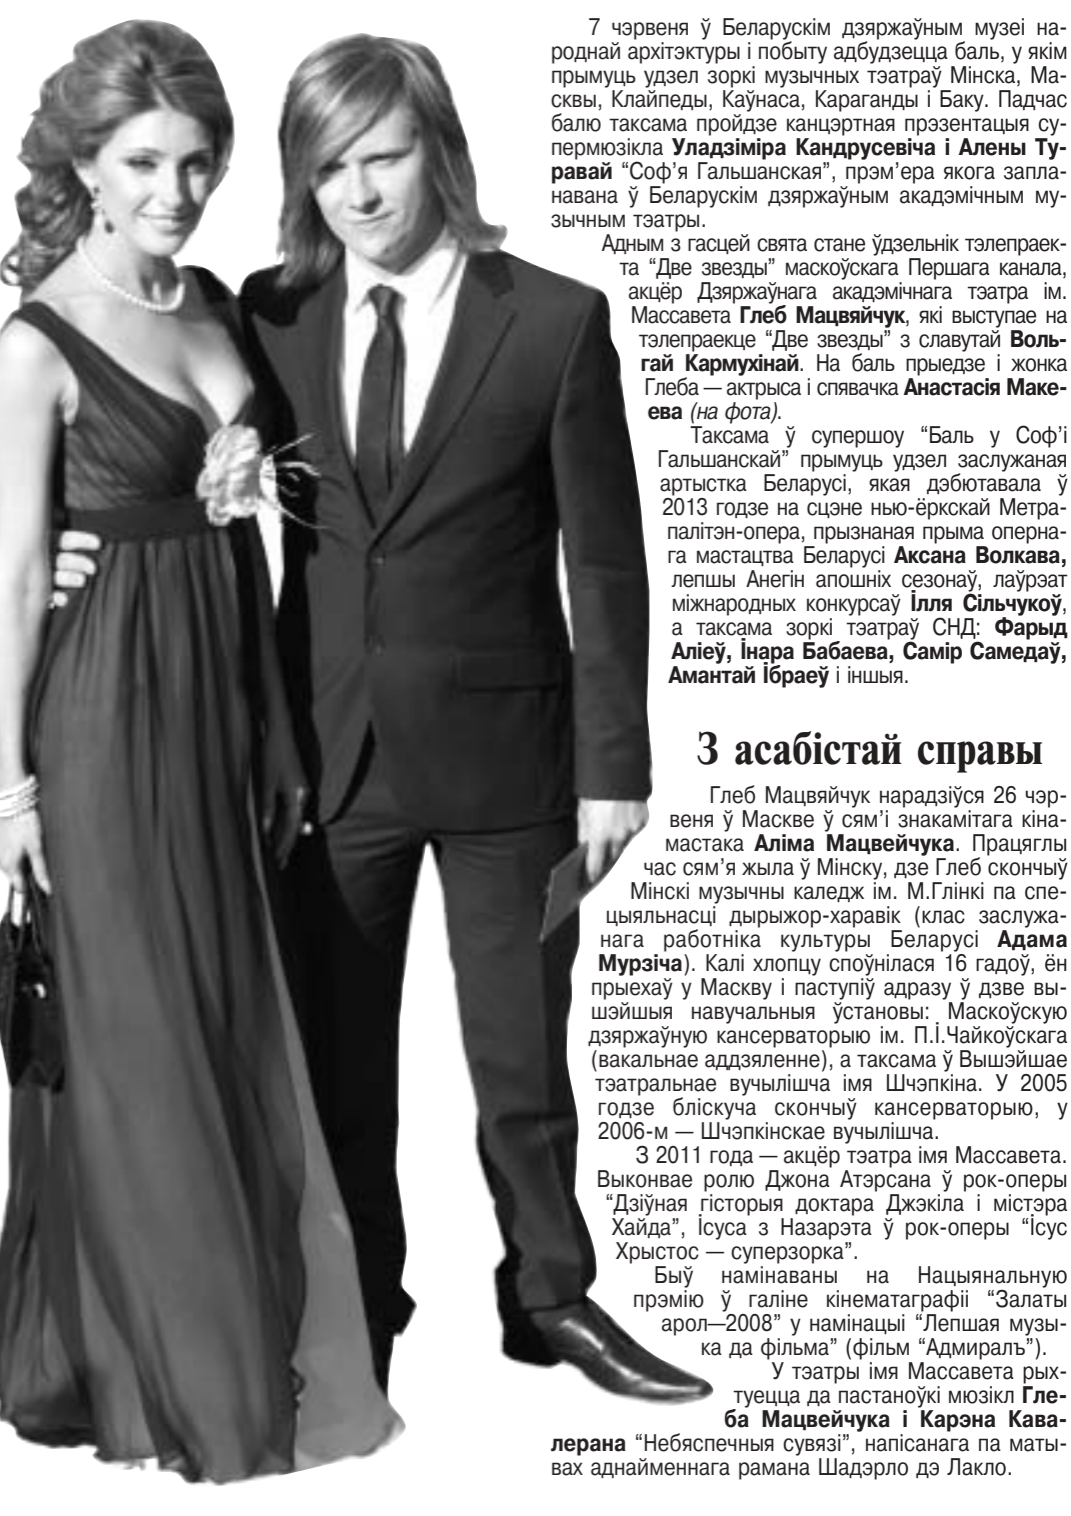 7 чэрвеня ў Беларускім дзяржаўным музеі на-
роднай архітэктуры і побыту адбудзецца баль, у якім
прымуць удзел зоркі музычных тэатраў Мінска, Ма-
сквы, Клайпеды, Каўнаса, Караганды і Баку. Падчас
балю таксама пройдзе канцэртная прэзентацыя су-
пермюзікла Уладзіміра Кандрусевіча і Алены Ту-
равай “Соф’я Гальшанская”, прэм’ера якога запла-
навана ў Беларускім дзяржаўным акадэмічным му-
зычным тэатры.
Адным з гасцей свята стане ўдзельнік тэлепраек-
та “Две звезды” маскоўскага Першага канала,
акцёр Дзяржаўнага акадэмічнага тэатра ім.
Массавета Глеб Мацвяйчук, які выступае на
тэлепраекце “Две звезды” з славутай Воль-
гай Кармухінай. На баль прыедзе і жонка
Глеба — актрыса і спявачка Анастасія Маке-
ева (на фота).
Таксама ў супершоу “Баль у Соф’і
Гальшанскай” прымуць удзел заслужаная
артыстка Беларусі, якая дэбютавала ў
2013 годзе на сцэне нью-ёркскай Метра-
палітэн-опера, прызнаная прыма оперна-
га мастацтва Беларусі Аксана Волкава,
лепшы Анегін апошніх сезонаў, лаўрэат
міжнародных конкурсаў Ілля Сільчукоў,
а таксама зоркі тэатраў СНД: Фарыд
Аліеў, Інара Бабаева, Самір Самедаў,
Амантай Ібраеў і іншыя.
З асабістай справы
Глеб Мацвяйчук нарадзіўся 26 чэр-
веня ў Маскве ў сям’і знакамітага кіна-
мастака Аліма Мацвейчука. Працяглы
час сям’я жыла ў Мінску, дзе Глеб скончыў
Мінскі музычны каледж ім. М.Глінкі па спе-
цыяльнасці дырыжор-харавік (клас заслужа-
нага работніка культуры Беларусі Адама
Мурзіча). Калі хлопцу споўнілася 16 гадоў, ён
прыехаў у Маскву і паступіў адразу ў дзве вы-
шэйшыя навучальныя ўстановы: Маскоўскую
дзяржаўную кансерваторыю ім. П.І.Чайкоўскага
(вакальнае аддзяленне), а таксама ў Вышэйшае
тэатральнае вучылішча імя Шчэпкіна. У 2005
годзе бліскуча скончыў кансерваторыю, у
2006-м — Шчэпкінскае вучылішча.
З 2011 года — акцёр тэатра імя Массавета.
Выконвае ролю Джона Атэрсана ў рок-оперы
“Дзіўная гісторыя доктара Джэкіла і містэра
Хайда”, Ісуса з Назарэта ў рок-оперы “Ісус
Хрыстос — суперзорка”.
Быў намінаваны на Нацыянальную
прэмію ў галіне кінематаграфіі “Залаты
арол—2008” у намінацыі “Лепшая музы-
ка да фільма” (фільм “Адмиралъ”).
У тэатры імя Массавета рых-
туецца да пастаноўкі мюзікл Гле-
ба Мацвейчука і Карэна Кава-
лерана “Небяспечныя сувязі”, напісанага па маты-
вах аднайменнага рамана Шадэрло дэ Лакло.